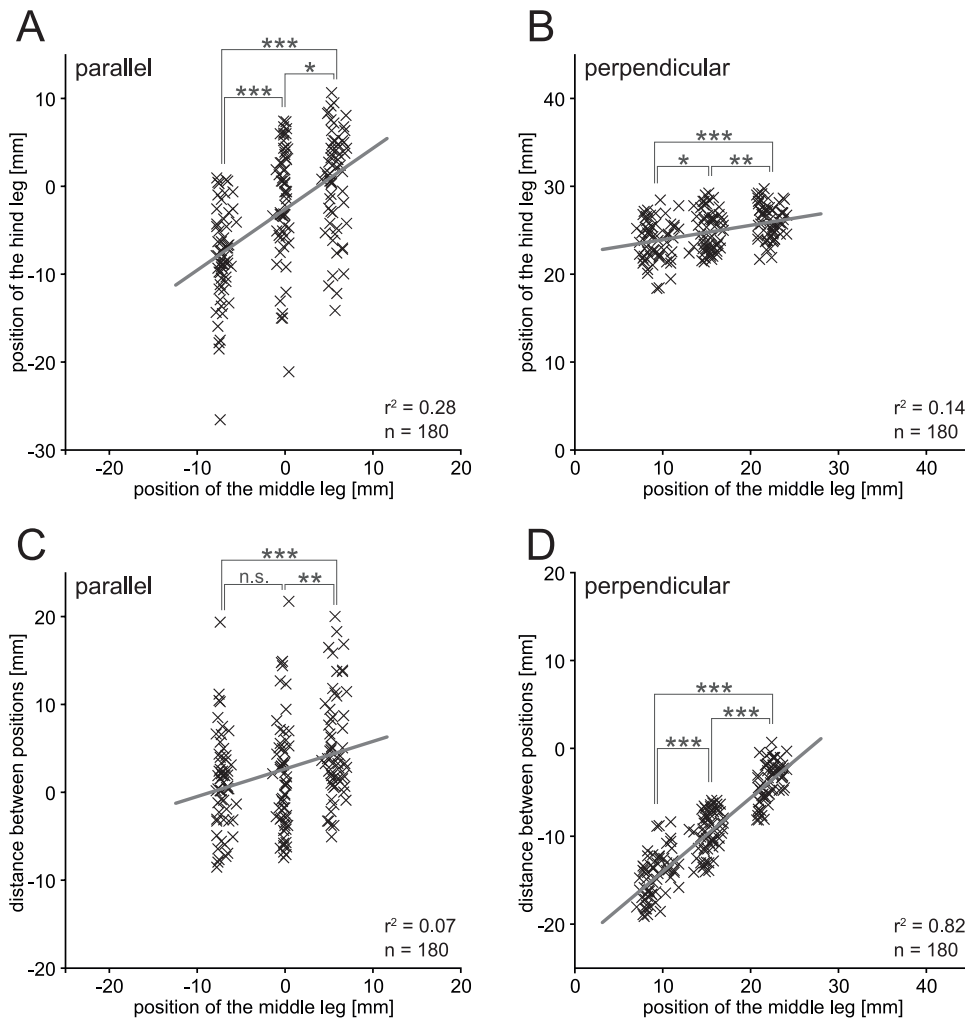 A
parallel
***
***
*
position of the hind leg [mm]
10
0
-10
-20
-30
-20
-10
0
10
20
position of the middle leg [mm]
r² = 0.28
n = 180
B
perpendicular
***
*
**
position of the hind leg [mm]
40
30
20
10
0
0
10
20
30
40
position of the middle leg [mm]
r² = 0.14
n = 180
C
parallel
***
n.s.
**
distance between positions [mm]
20
10
0
-10
-20
-20
-10
0
10
20
position of the middle leg [mm]
r² = 0.07
n = 180
D
perpendicular
***
***
***
distance between positions [mm]
20
10
0
-10
-20
0
10
20
30
40
position of the middle leg [mm]
r² = 0.82
n = 180